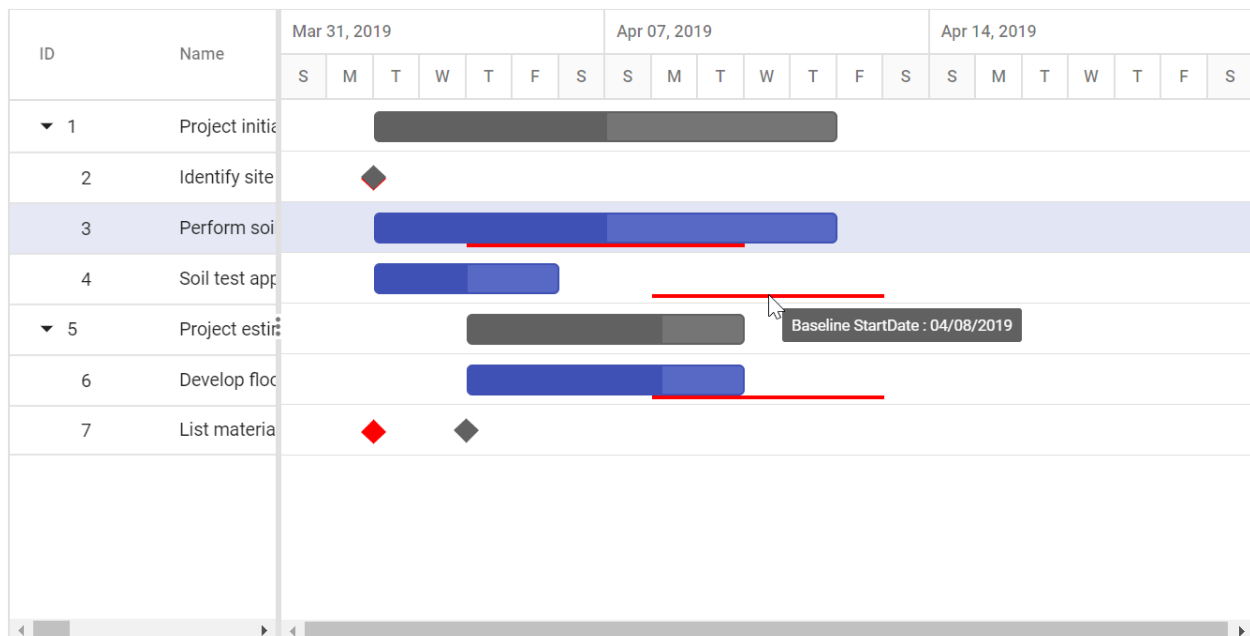 ID Name Mar 31, 2019 Apr 07, 2019 Apr 14, 2019
S M T W T F S S M T W T F S S M T W T F S
1 Project initia
2 Identify site
3 Perform soi
4 Soil test app
Baseline StartDate : 04/08/2019
5 Project estin
6 Develop floo
7 List materia